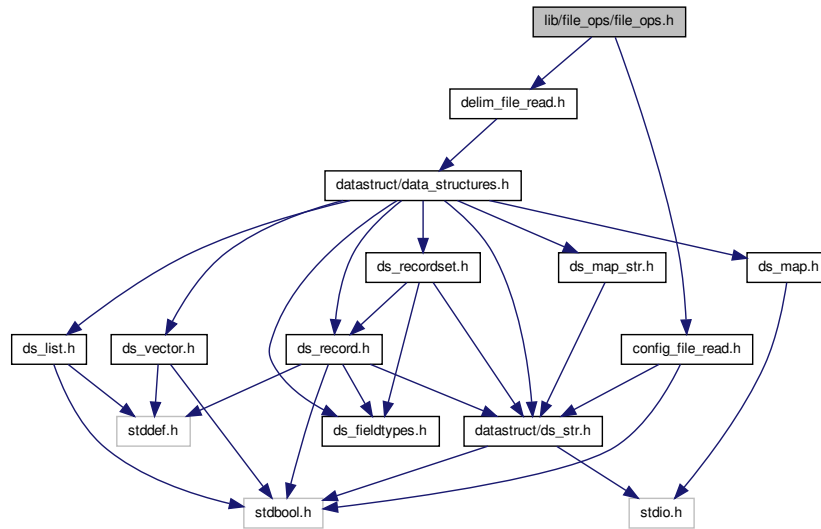 lib/file_ops/file_ops.h
delim_file_read.h
datastruct/data_structures.h
ds_recordset.h
ds_map_str.h
ds_map.h
ds_list.h
ds_vector.h
ds_record.h
config_file_read.h
stddef.h
ds_fieldtypes.h
datastruct/ds_str.h
stdbool.h
stdio.h